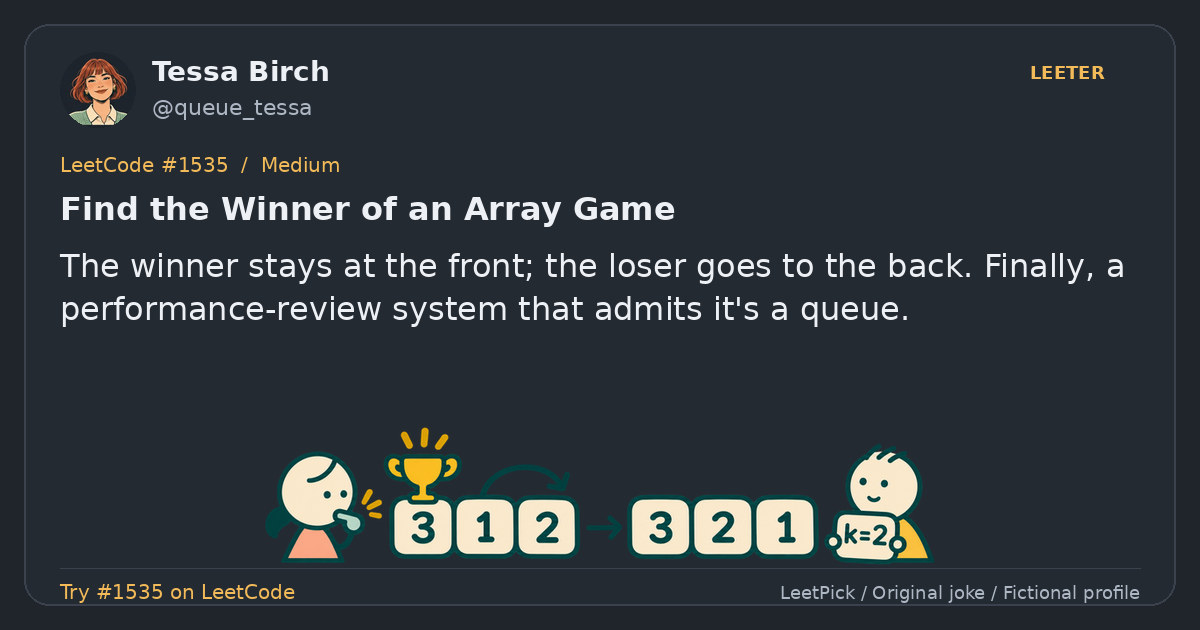 Tessa Birch
@queue_tessa
LEETER
LeetCode #1535 / Medium
Find the Winner of an Array Game
The winner stays at the front; the loser goes to the back. Finally, a
performance-review system that admits it's a queue.
3 1 2 → 3 2 1
k=2
Try #1535 on LeetCode
LeetPick / Original joke / Fictional profile